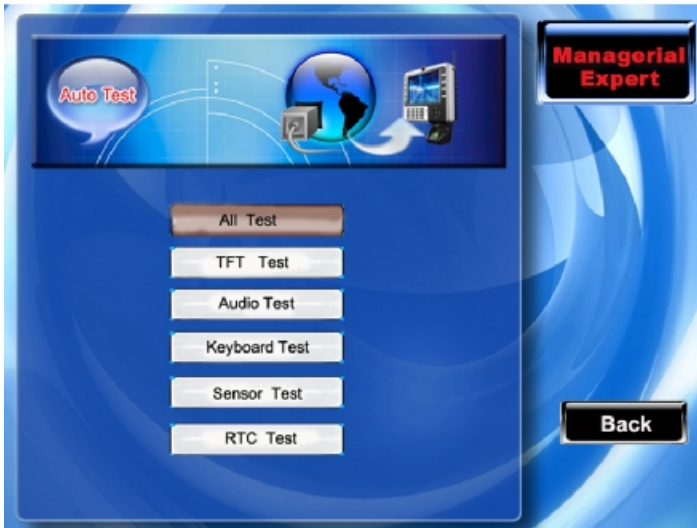 Auto Test
Managerial
Expert
All Test
TFT Test
Audio Test
Keyboard Test
Sensor Test
RTC Test
Back